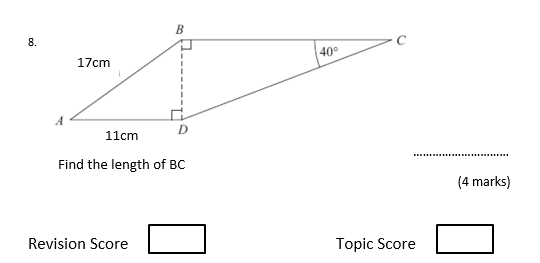 8.
B
C
40°
17cm
A
D
11cm
Find the length of BC
..............................
(4 marks)
Revision Score
Topic Score